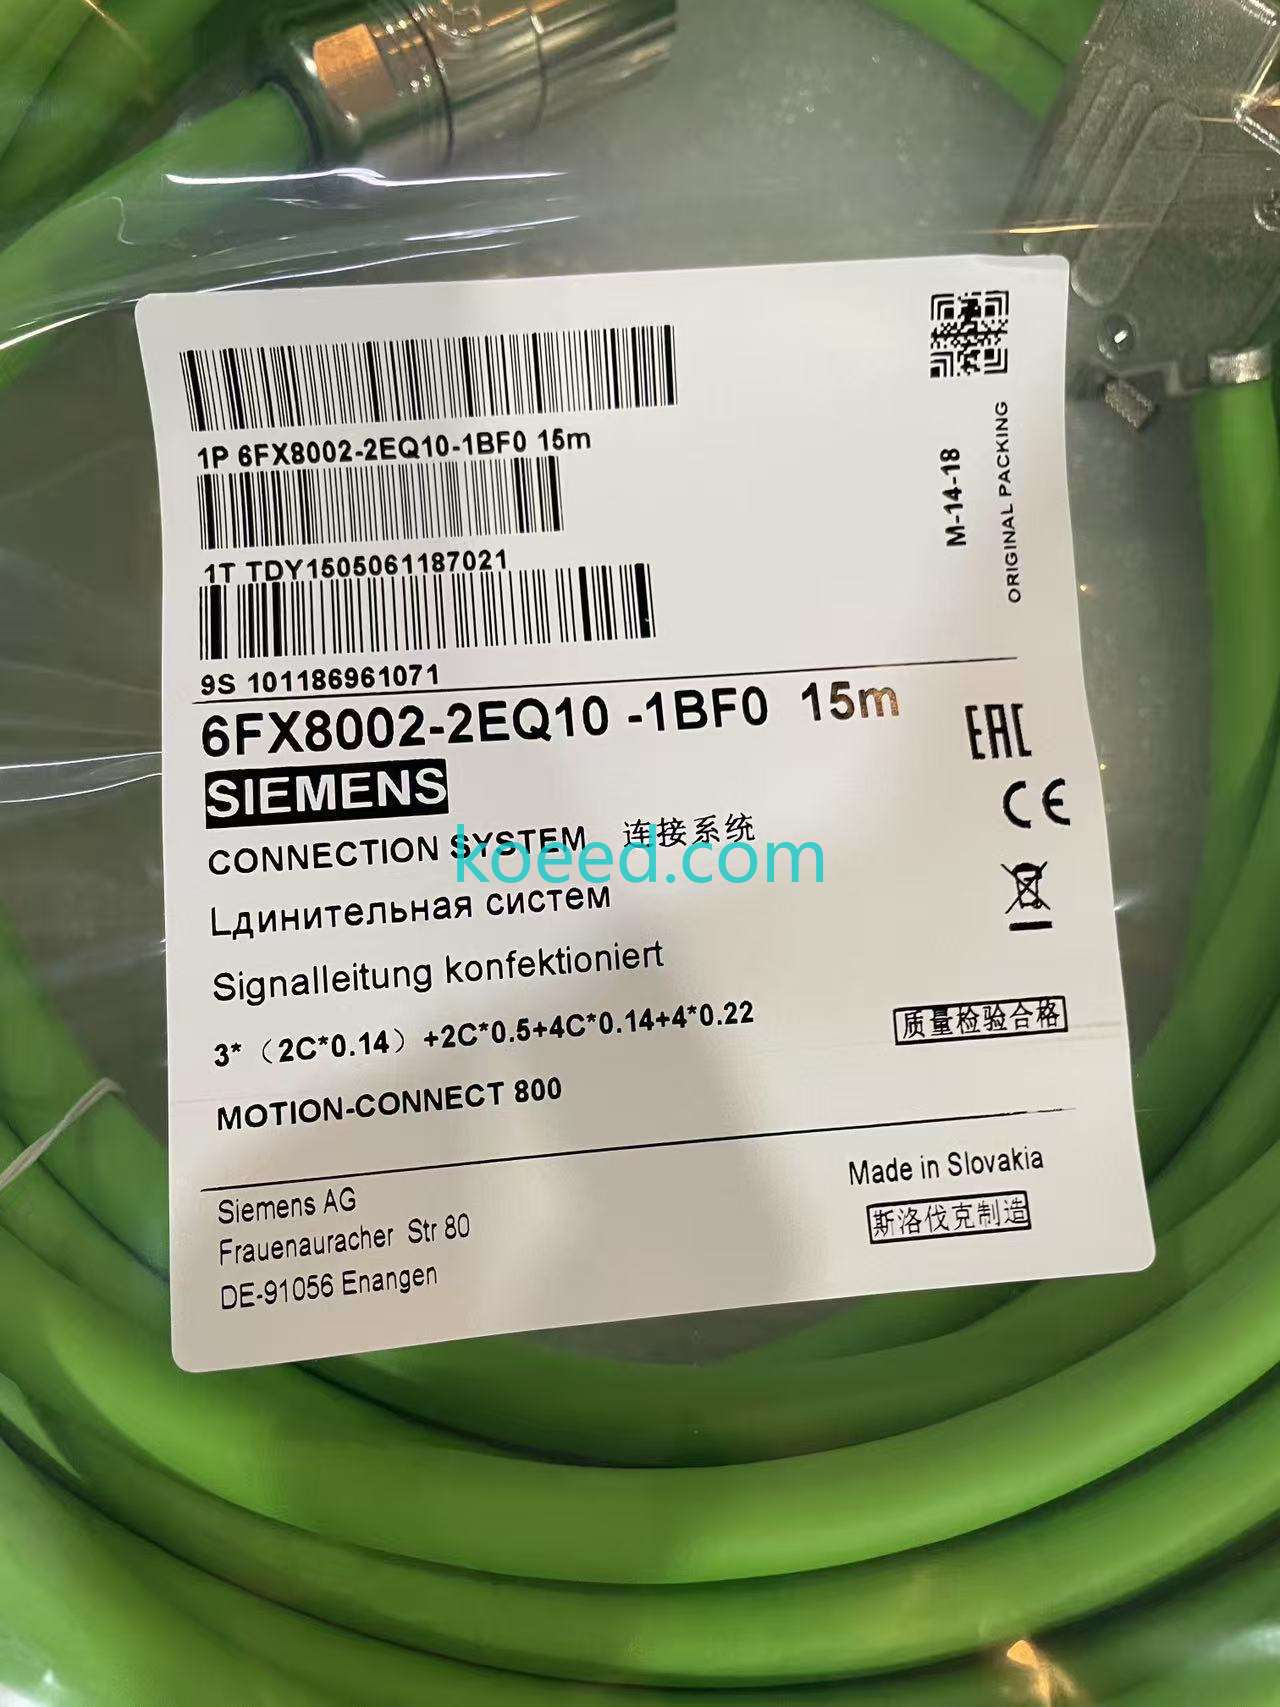 1P 6FX8002-2EQ10-1BF0 15m
1T TDY1505061187021
9S 101186961071
M-14-18
ORIGINAL PACKING
6FX8002-2EQ10 -1BF0 15m
EAC
SIEMENS
CE
CONNECTION SYSTEM 连接系统
koeed.com
Lдинительная систем
Signalleitung konfektioniert
3*（2C*0.14）+2C*0.5+4C*0.14+4*0.22
质量检验合格
MOTION-CONNECT 800
Siemens AG
Frauenauracher Str 80
DE-91056 Enangen
Made in Slovakia
斯洛伐克制造